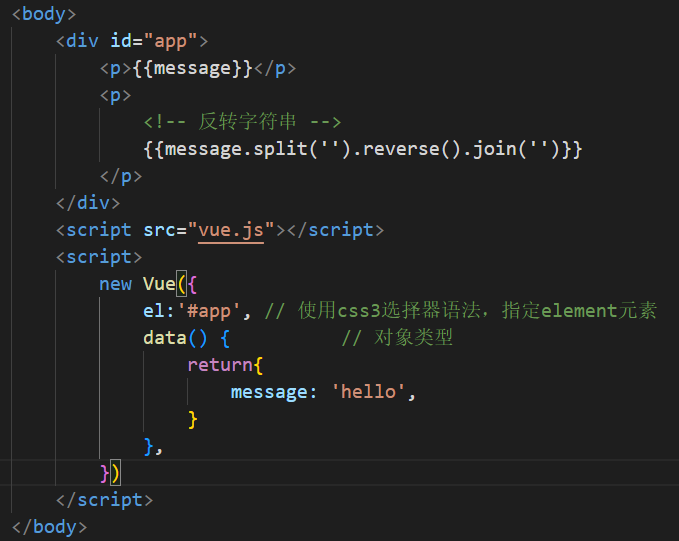 <body>
    <div id="app">
        <p>{{message}}</p>
        <p>
            <!-- 反转字符串 -->
            {{message.split('').reverse().join('')}}
        </p>
    </div>
    <script src="vue.js"></script>
    <script>
        new Vue({
            el:'#app', // 使用css3选择器语法，指定element元素
            data() {          // 对象类型
                return{
                    message: 'hello',
                }
            },
        })
    </script>
</body>